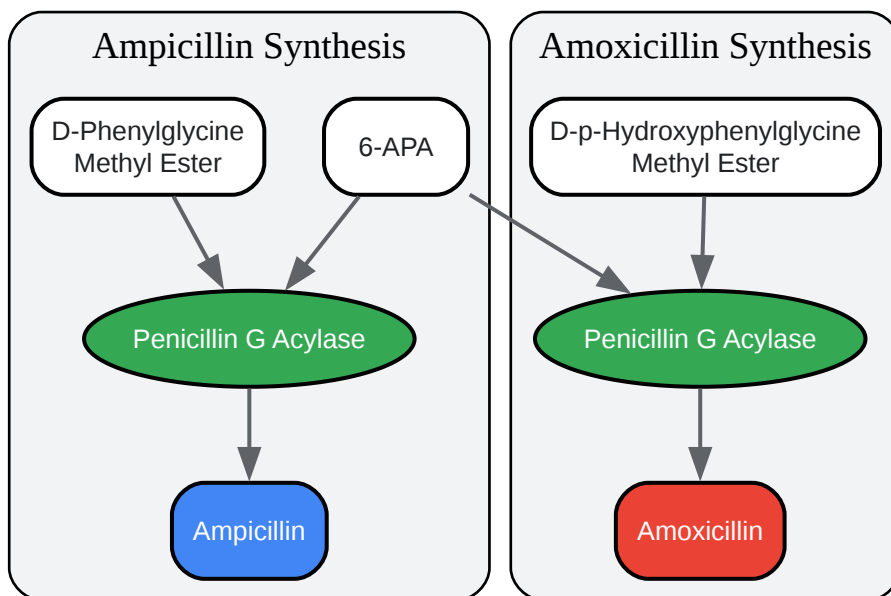 Ampicillin Synthesis
D-Phenylglycine
Methyl Ester
6-APA
Penicillin G Acylase
Ampicillin
Amoxicillin Synthesis
D-p-Hydroxyphenylglycine
Methyl Ester
Penicillin G Acylase
Amoxicillin